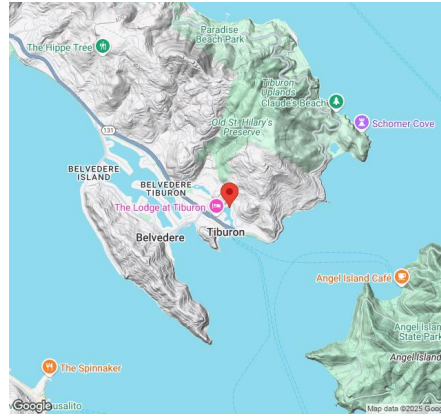 Paradise
Beach Park
The Hippe Tree
Tiburon
Uplands
Claude's Beach
Schomer Cove
131
Old St. Hilary's
Preserve
BELVEDERE
ISLAND
BELVEDERE
TIBURON
The Lodge at Tiburon
Belvedere
Tiburon
Angel Island Café
Angel Islan
State Park
Angel Island
The Spinnaker
usalito
Google
Map data ©2025 Goog